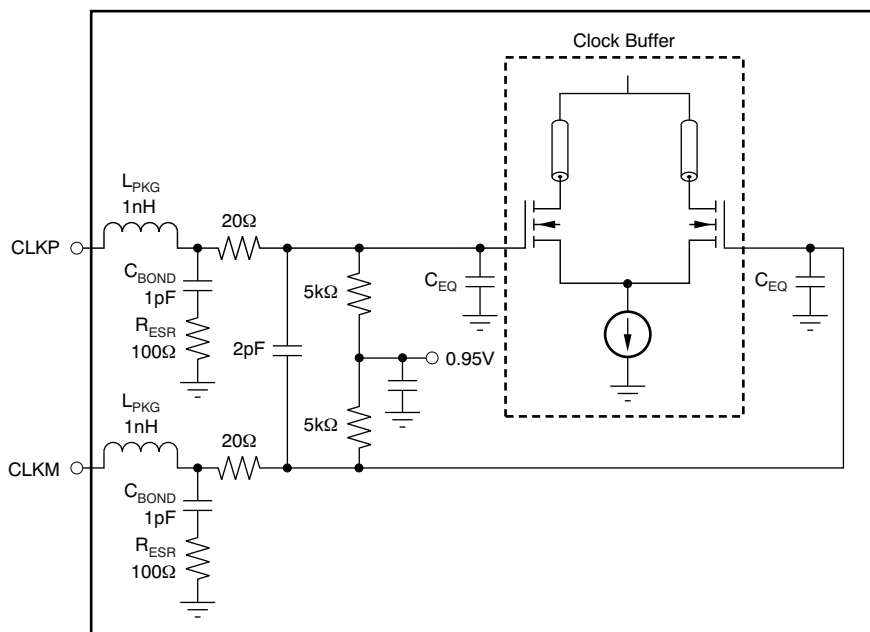 Clock Buffer
L_PKG
1nH
20Ω
CLKP
C_BOND
1pF
R_ESR
100Ω
5kΩ
C_EQ
C_EQ
2pF
0.95V
L_PKG
1nH
20Ω
5kΩ
CLKM
C_BOND
1pF
R_ESR
100Ω